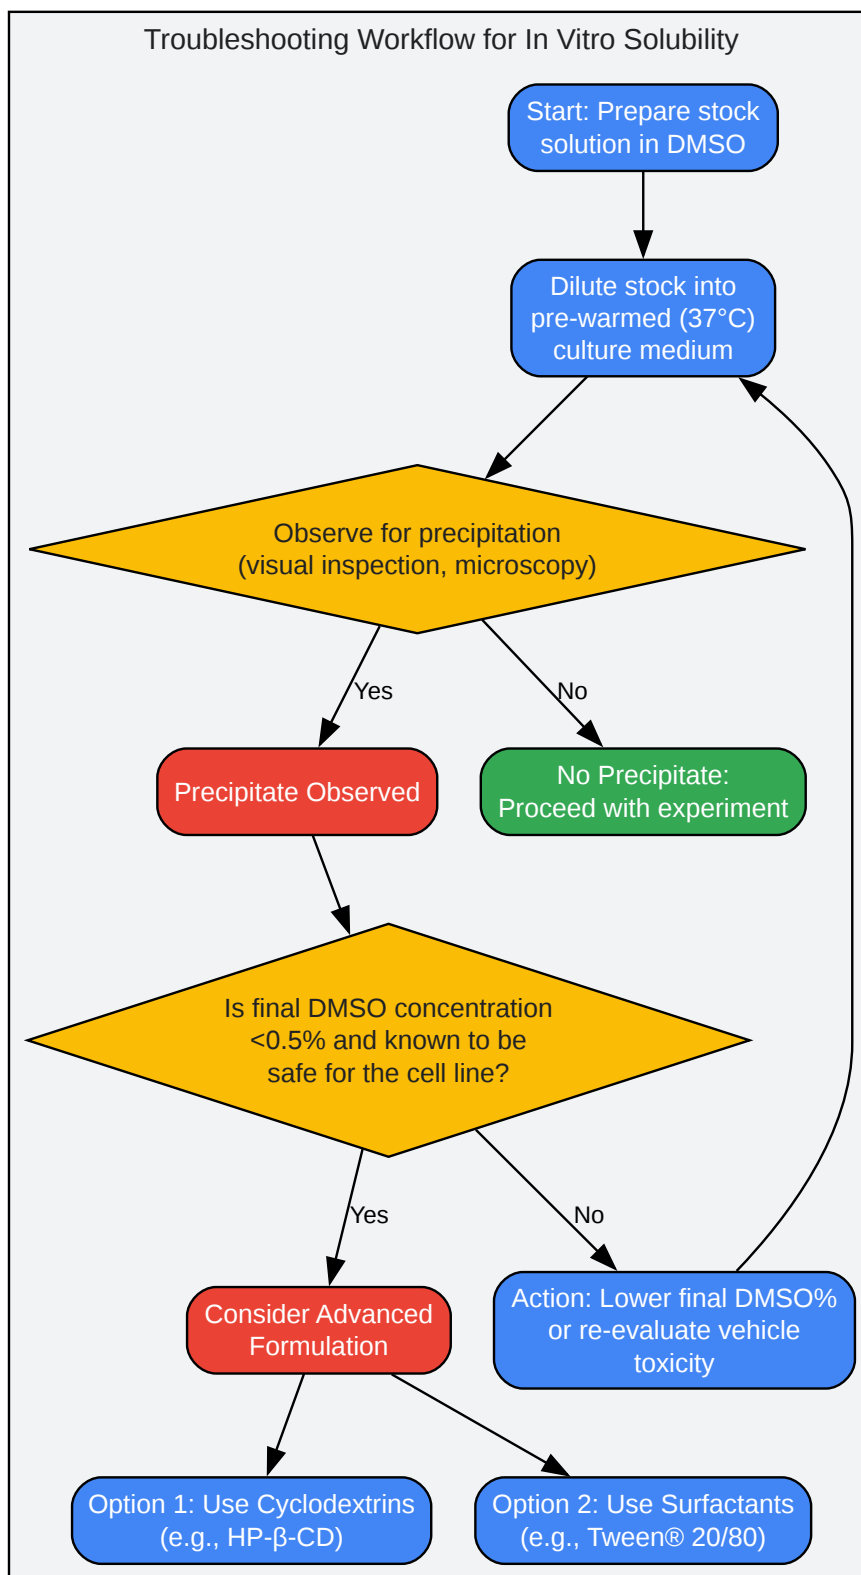 Troubleshooting Workflow for In Vitro Solubility
Start: Prepare stock
solution in DMSO
Dilute stock into
pre-warmed (37°C)
culture medium
Observe for precipitation
(visual inspection, microscopy)
Yes
No
Precipitate Observed
No Precipitate:
Proceed with experiment
Is final DMSO concentration
<0.5% and known to be
safe for the cell line?
Yes
No
Consider Advanced
Formulation
Action: Lower final DMSO%
or re-evaluate vehicle
toxicity
Option 1: Use Cyclodextrins
(e.g., HP-β-CD)
Option 2: Use Surfactants
(e.g., Tween® 20/80)